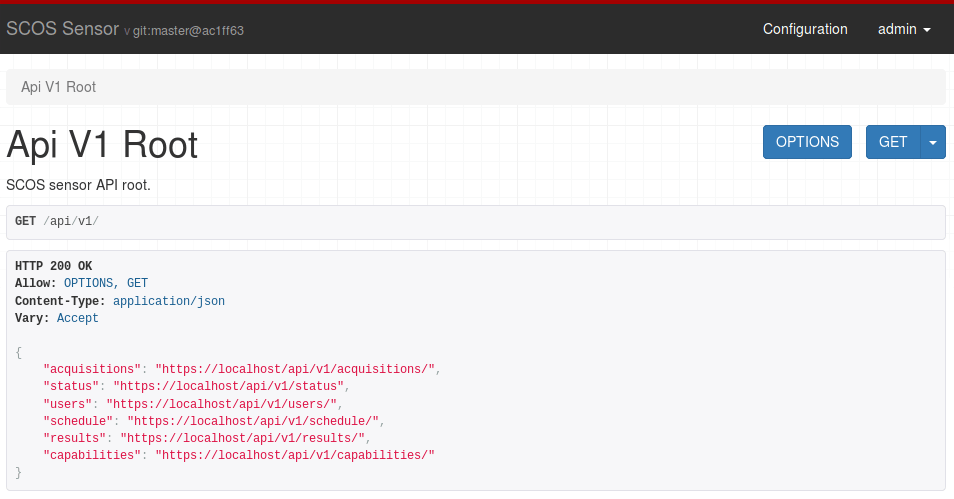 SCOS Sensor v git:master@ac1ff63
Configuration
admin
Api V1 Root
Api V1 Root
OPTIONS
GET
SCOS sensor API root.
GET /api/v1/
HTTP 200 OK
Allow: OPTIONS, GET
Content-Type: application/json
Vary: Accept
{
    "acquisitions": "https://localhost/api/v1/acquisitions/",
    "status": "https://localhost/api/v1/status",
    "users": "https://localhost/api/v1/users/",
    "schedule": "https://localhost/api/v1/schedule/",
    "results": "https://localhost/api/v1/results/",
    "capabilities": "https://localhost/api/v1/capabilities/"
}